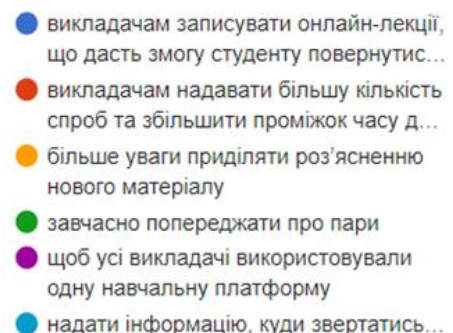 викладачам записувати онлайн-лекції,
що дасть змогу студенту повернутис...
викладачам надавати більшу кількість
спроб та збільшити проміжок часу д...
більше уваги приділяти роз'ясненню
нового матеріалу
завчасно попереджати про пари
щоб усі викладачі використовували
одну навчальну платформу
надати інформацію, куди звертатись...